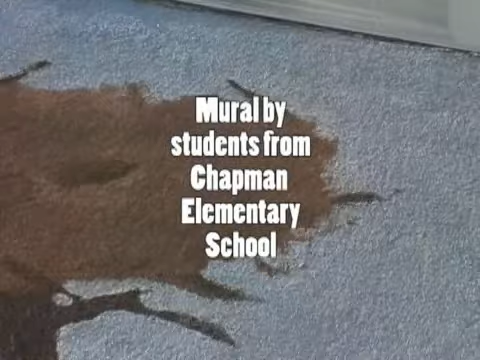 Mural by
students from
Chapman
Elementary
School